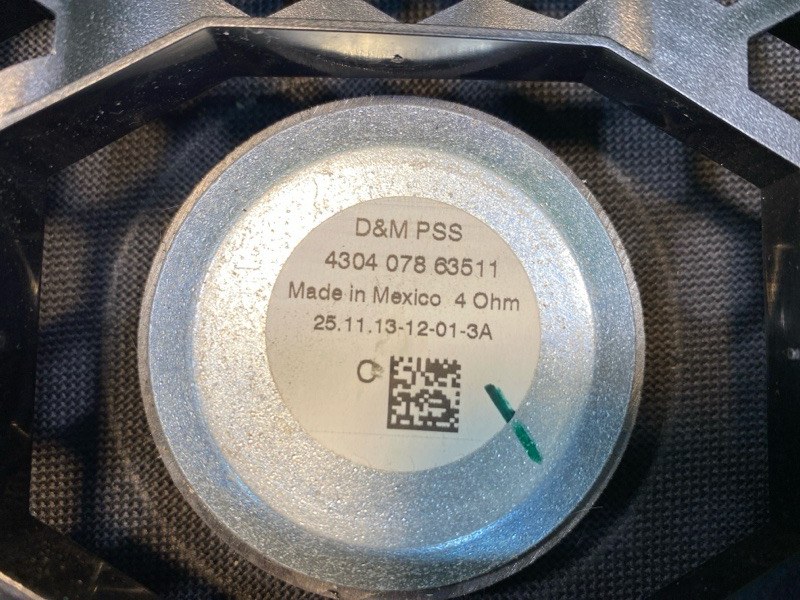 D&M PSS
4304 078 63511
Made in Mexico 4 Ohm
25.11.13-12-01-3A